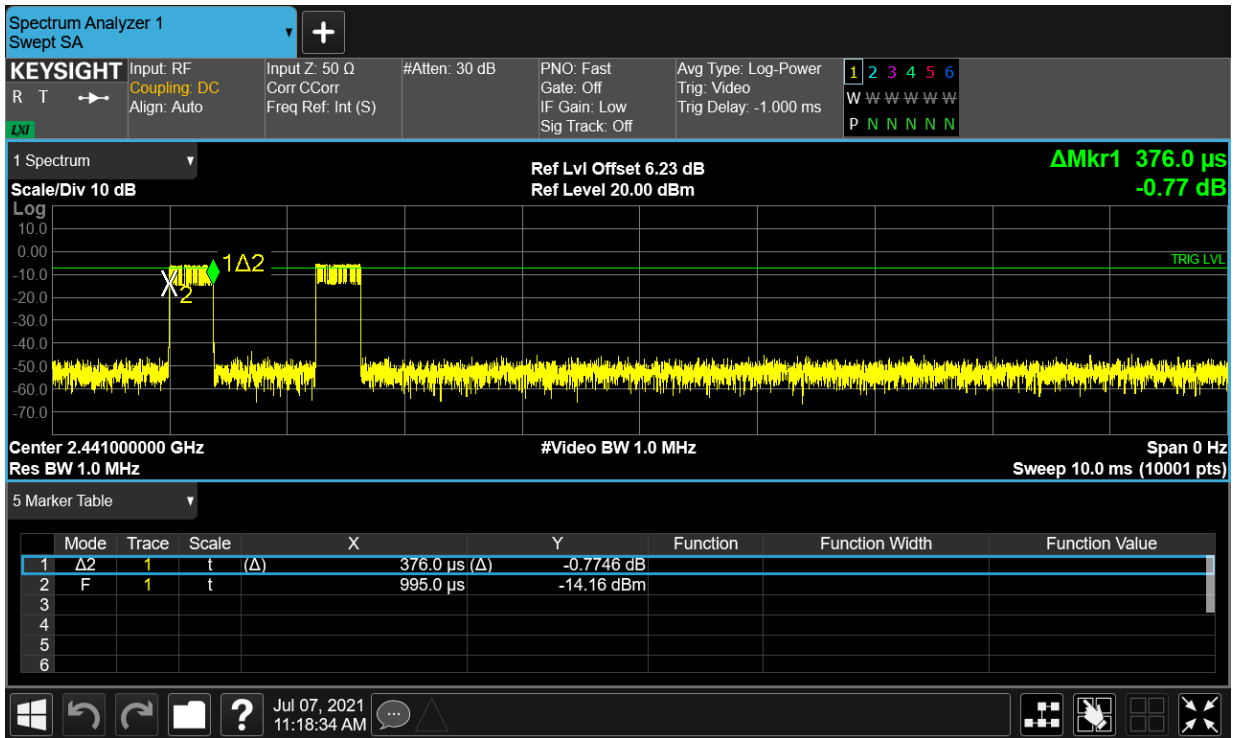 Spectrum Analyzer 1
Swept SA
KEYSIGHT
R T
LXI
Input: RF
Coupling: DC
Align: Auto
Input Z: 50 Ω
Corr CCorr
Freq Ref: Int (S)
#Atten: 30 dB
PNO: Fast
Gate: Off
IF Gain: Low
Sig Track: Off
Avg Type: Log-Power
Trig: Video
Trig Delay: -1.000 ms
1 2 3 4 5 6
W W W W W W
P N N N N N
1 Spectrum
Scale/Div 10 dB
Ref Lvl Offset 6.23 dB
Ref Level 20.00 dBm
ΔMkr1 376.0 µs
-0.77 dB
Log
10.0
0.00
-10.0
-20.0
-30.0
-40.0
-50.0
-60.0
-70.0
1Δ2
2
TRIG LVL
Center 2.441000000 GHz
Res BW 1.0 MHz
#Video BW 1.0 MHz
Span 0 Hz
Sweep 10.0 ms (10001 pts)
5 Marker Table
Mode Trace Scale X Y Function Function Width Function Value
1 Δ2 1 t (Δ) 376.0 µs (Δ) -0.7746 dB
2 F 1 t 995.0 µs -14.16 dBm
3
4
5
6
?
Jul 07, 2021
11:18:34 AM